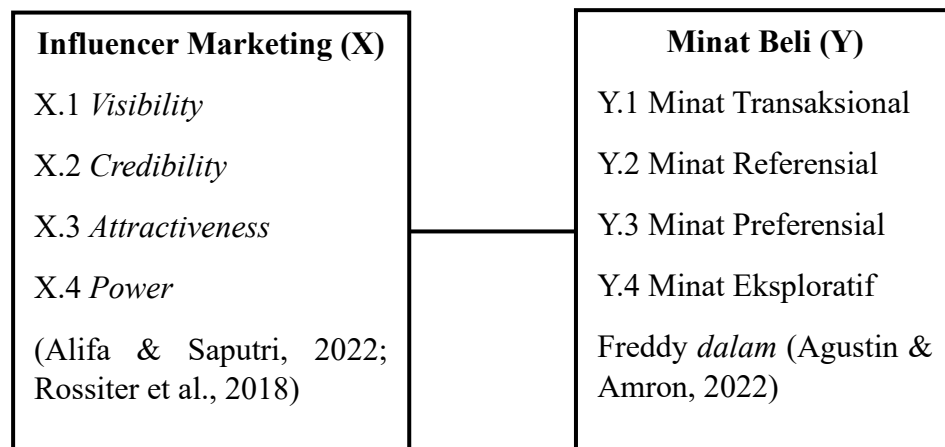 Influencer Marketing (X)
X.1 Visibility
X.2 Credibility
X.3 Attractiveness
X.4 Power
(Alifa & Saputri, 2022;
Rossiter et al., 2018)
Minat Beli (Y)
Y.1 Minat Transaksional
Y.2 Minat Referensial
Y.3 Minat Preferensial
Y.4 Minat Eksploratif
Freddy dalam (Agustin &
Amron, 2022)